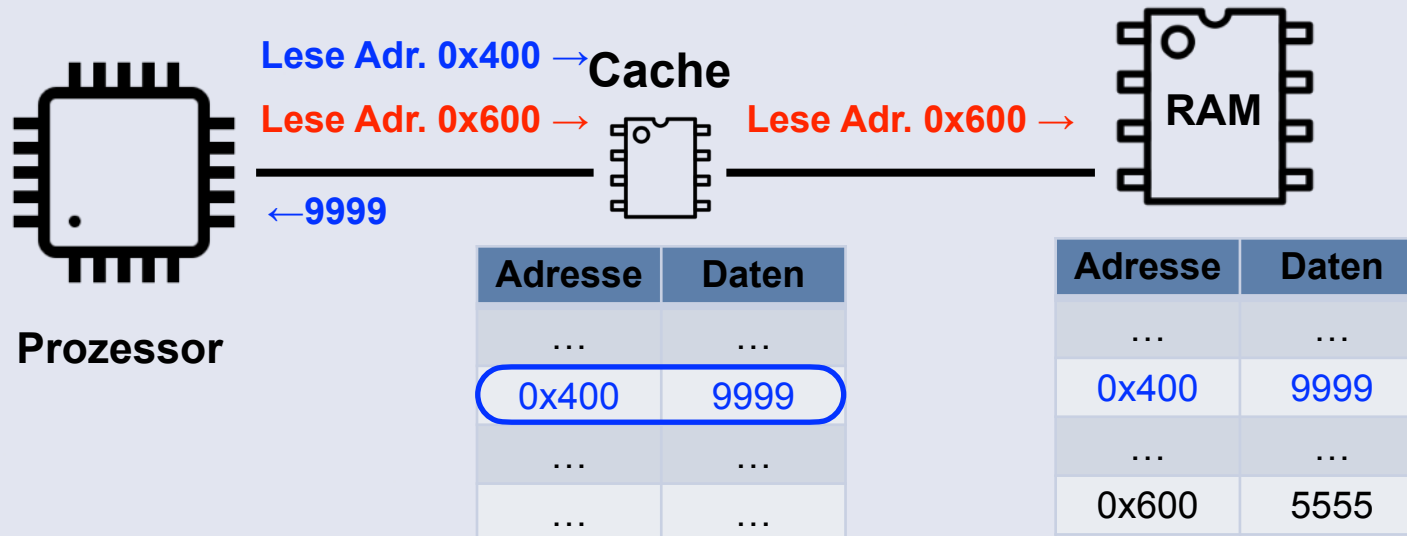 Lese Adr. 0x400 →
Cache
RAM
Lese Adr. 0x600 →
Lese Adr. 0x600 →
←9999
Prozessor
Adresse Daten
... ...
0x400 9999
... ...
... ...
Adresse Daten
... ...
0x400 9999
... ...
0x600 5555